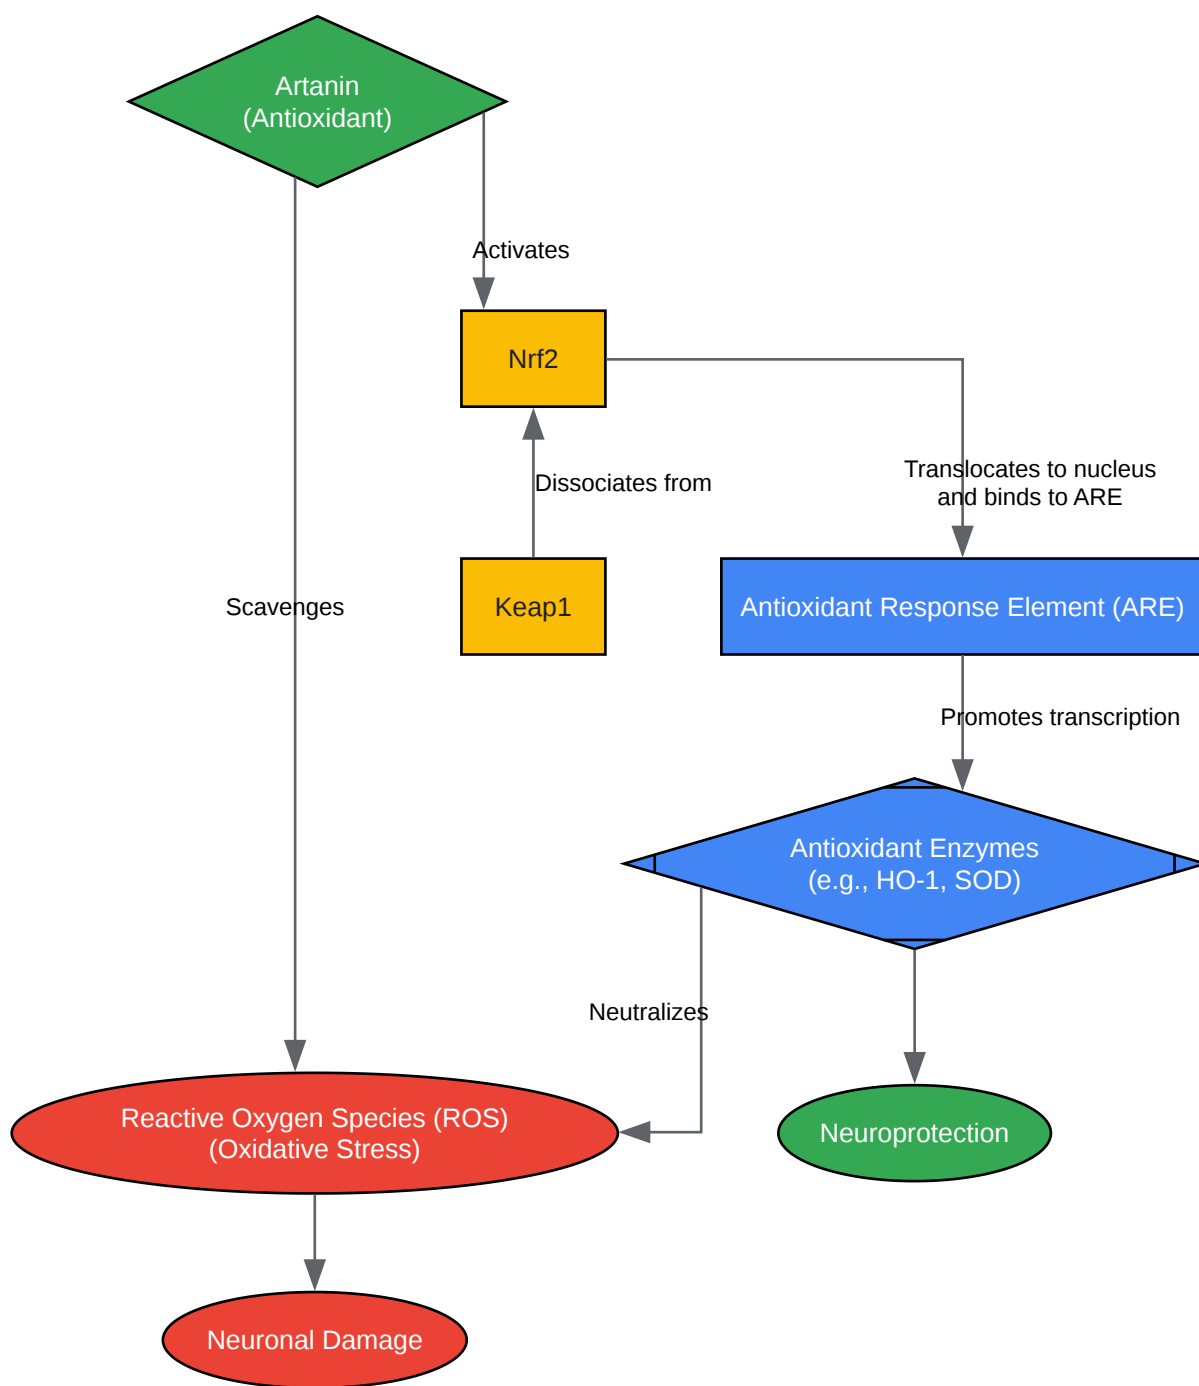 Artanin
(Antioxidant)
Activates
Nrf2
Dissociates from
Translocates to nucleus
and binds to ARE
Scavenges
Keap1
Antioxidant Response Element (ARE)
Promotes transcription
Antioxidant Enzymes
(e.g., HO-1, SOD)
Neutralizes
Reactive Oxygen Species (ROS)
(Oxidative Stress)
Neuroprotection
Neuronal Damage